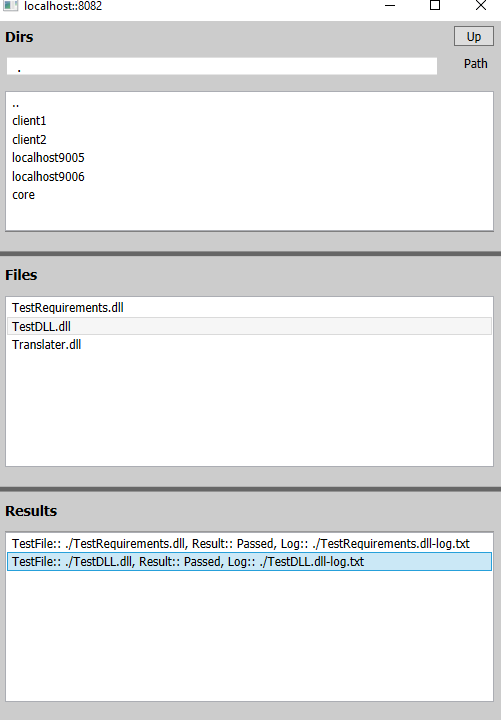 localhost::8082
Dirs
Up
.
Path
..
client1
client2
localhost9005
localhost9006
core
Files
TestRequirements.dll
TestDLL.dll
Translater.dll
Results
TestFile:: ./TestRequirements.dll, Result:: Passed, Log:: ./TestRequirements.dll-log.txt
TestFile:: ./TestDLL.dll, Result:: Passed, Log:: ./TestDLL.dll-log.txt